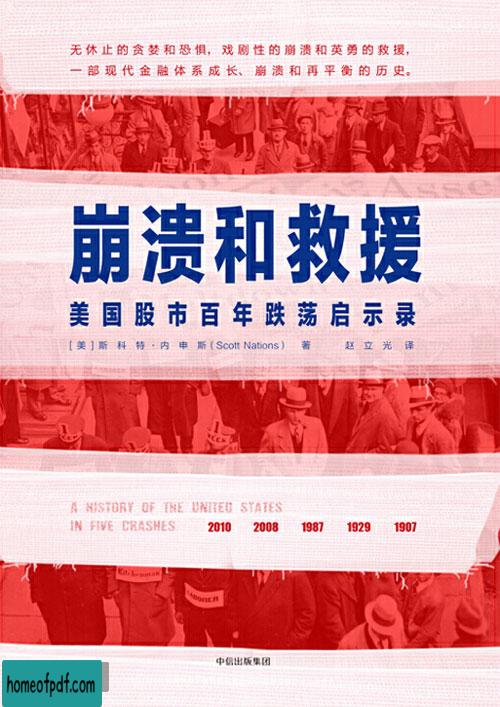 无休止的贪婪和恐惧，戏剧性的崩溃和英勇的救援，
一部现代金融体系成长、崩溃和再平衡的历史。
崩溃和救援
美国股市百年跌荡启示录
[美]斯科特·内申斯(Scott Nations) 著 赵立光 译
A HISTORY OF THE UNITED STATES
IN FIVE CRASHES 2010 2008 1987 1929 1907
LABORER
中信出版集团
homeofpdf.com